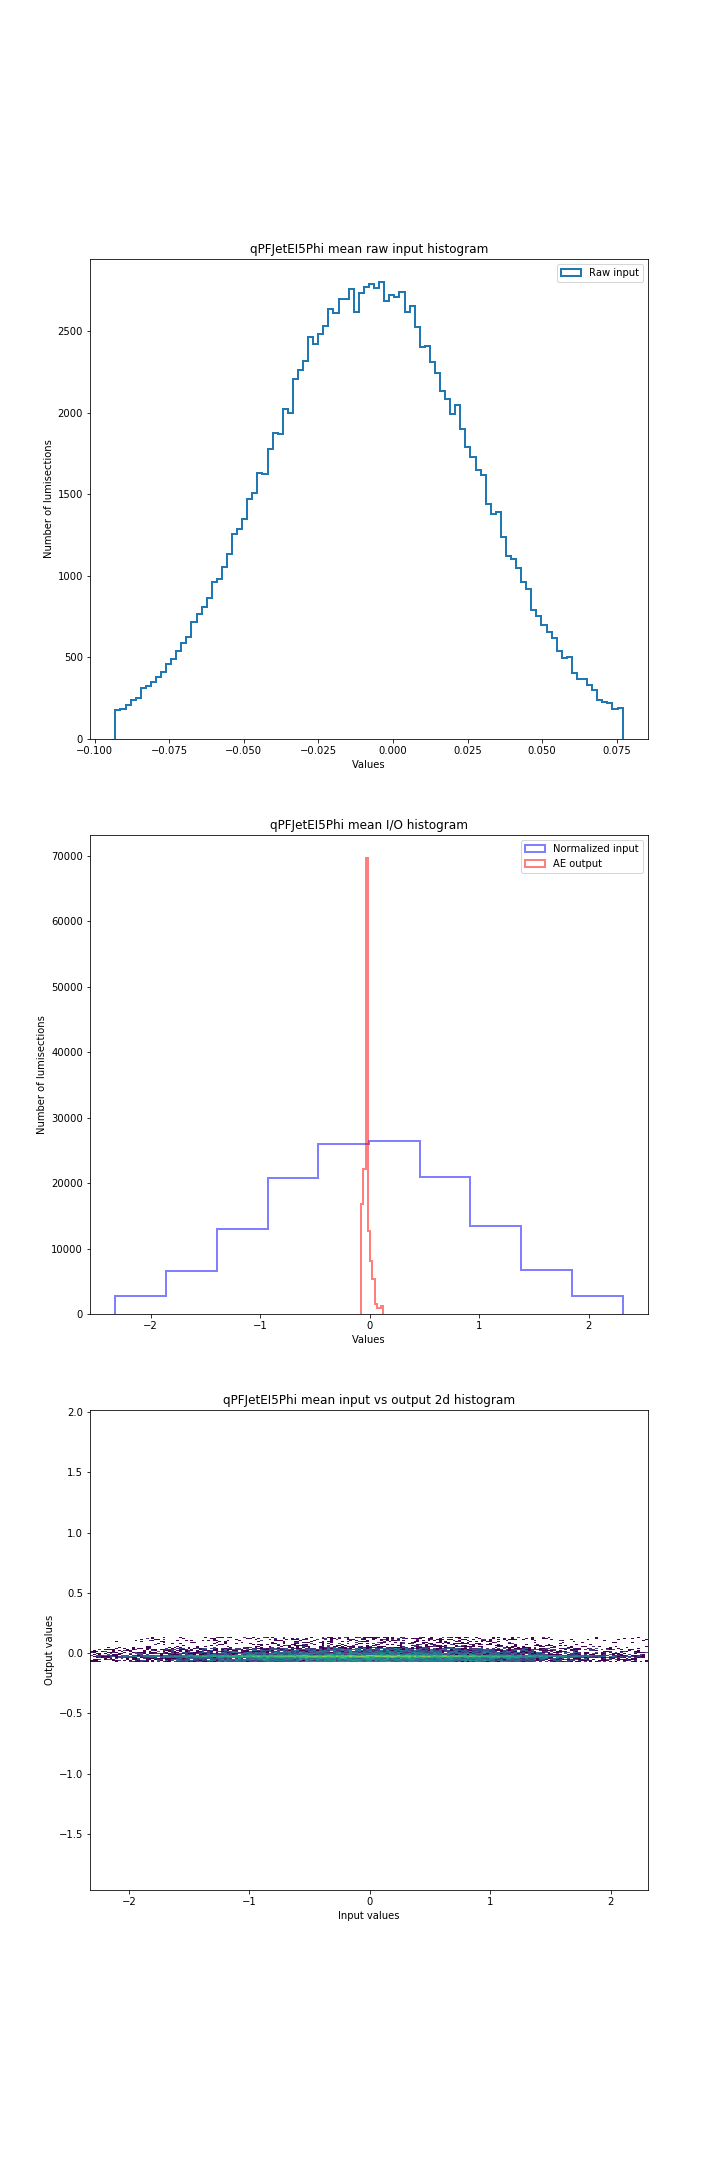 qPFJetEI5Phi mean raw input histogram
Raw input
2500
2000
1500
1000
500
0
Number of lumisections
−0.100 −0.075 −0.050 −0.025 0.000 0.025 0.050 0.075
Values
qPFJetEI5Phi mean I/O histogram
Normalized input
AE output
70000
60000
50000
40000
30000
20000
10000
0
Number of lumisections
−2 −1 0 1 2
Values
qPFJetEI5Phi mean input vs output 2d histogram
2.0
1.5
1.0
0.5
0.0
−0.5
−1.0
−1.5
Output values
−2 −1 0 1 2
Input values